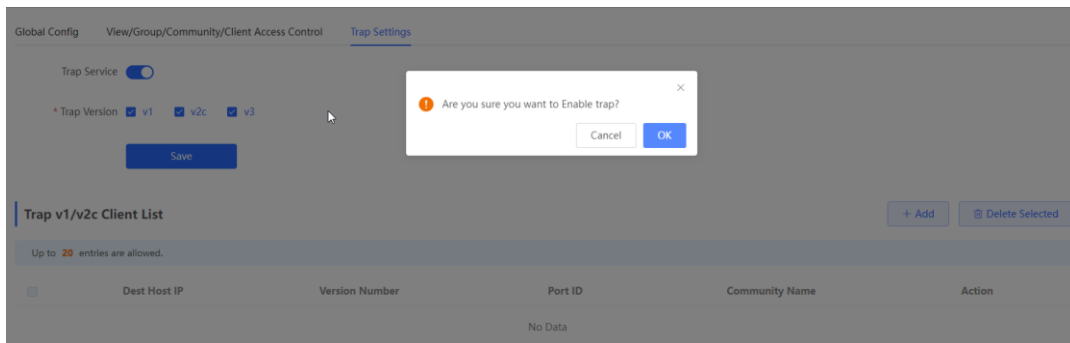 Global Config View/Group/Community/Client Access Control Trap Settings
Trap Service
Are you sure you want to Enable trap?
* Trap Version v1 v2c v3
Cancel OK
Save
Trap v1/v2c Client List + Add Delete Selected
Up to 20 entries are allowed.
Dest Host IP Version Number Port ID Community Name Action
No Data